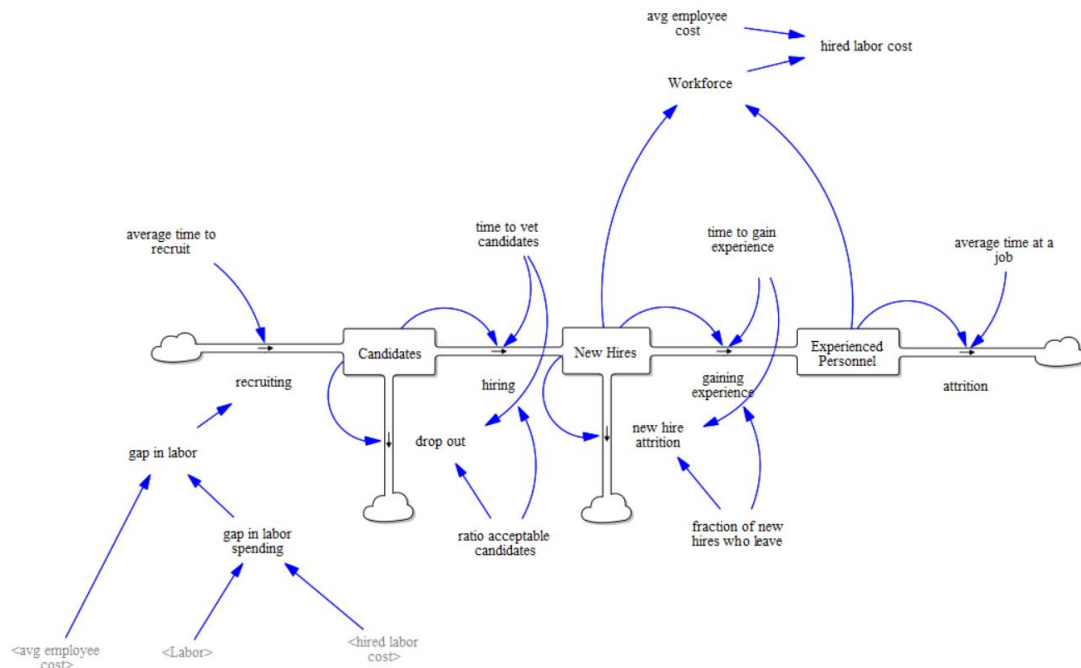 avg employee
cost
hired labor cost
Workforce
average time to
recruit
time to vet
candidates
time to gain
experience
average time at a
job
Candidates
New Hires
Experienced
Personnel
recruiting
hiring
gaining
experience
attrition
drop out
new hire
attrition
gap in labor
gap in labor
spending
ratio acceptable
candidates
fraction of new
hires who leave
<avg employee
cost>
<Labor>
<hired labor
cost>